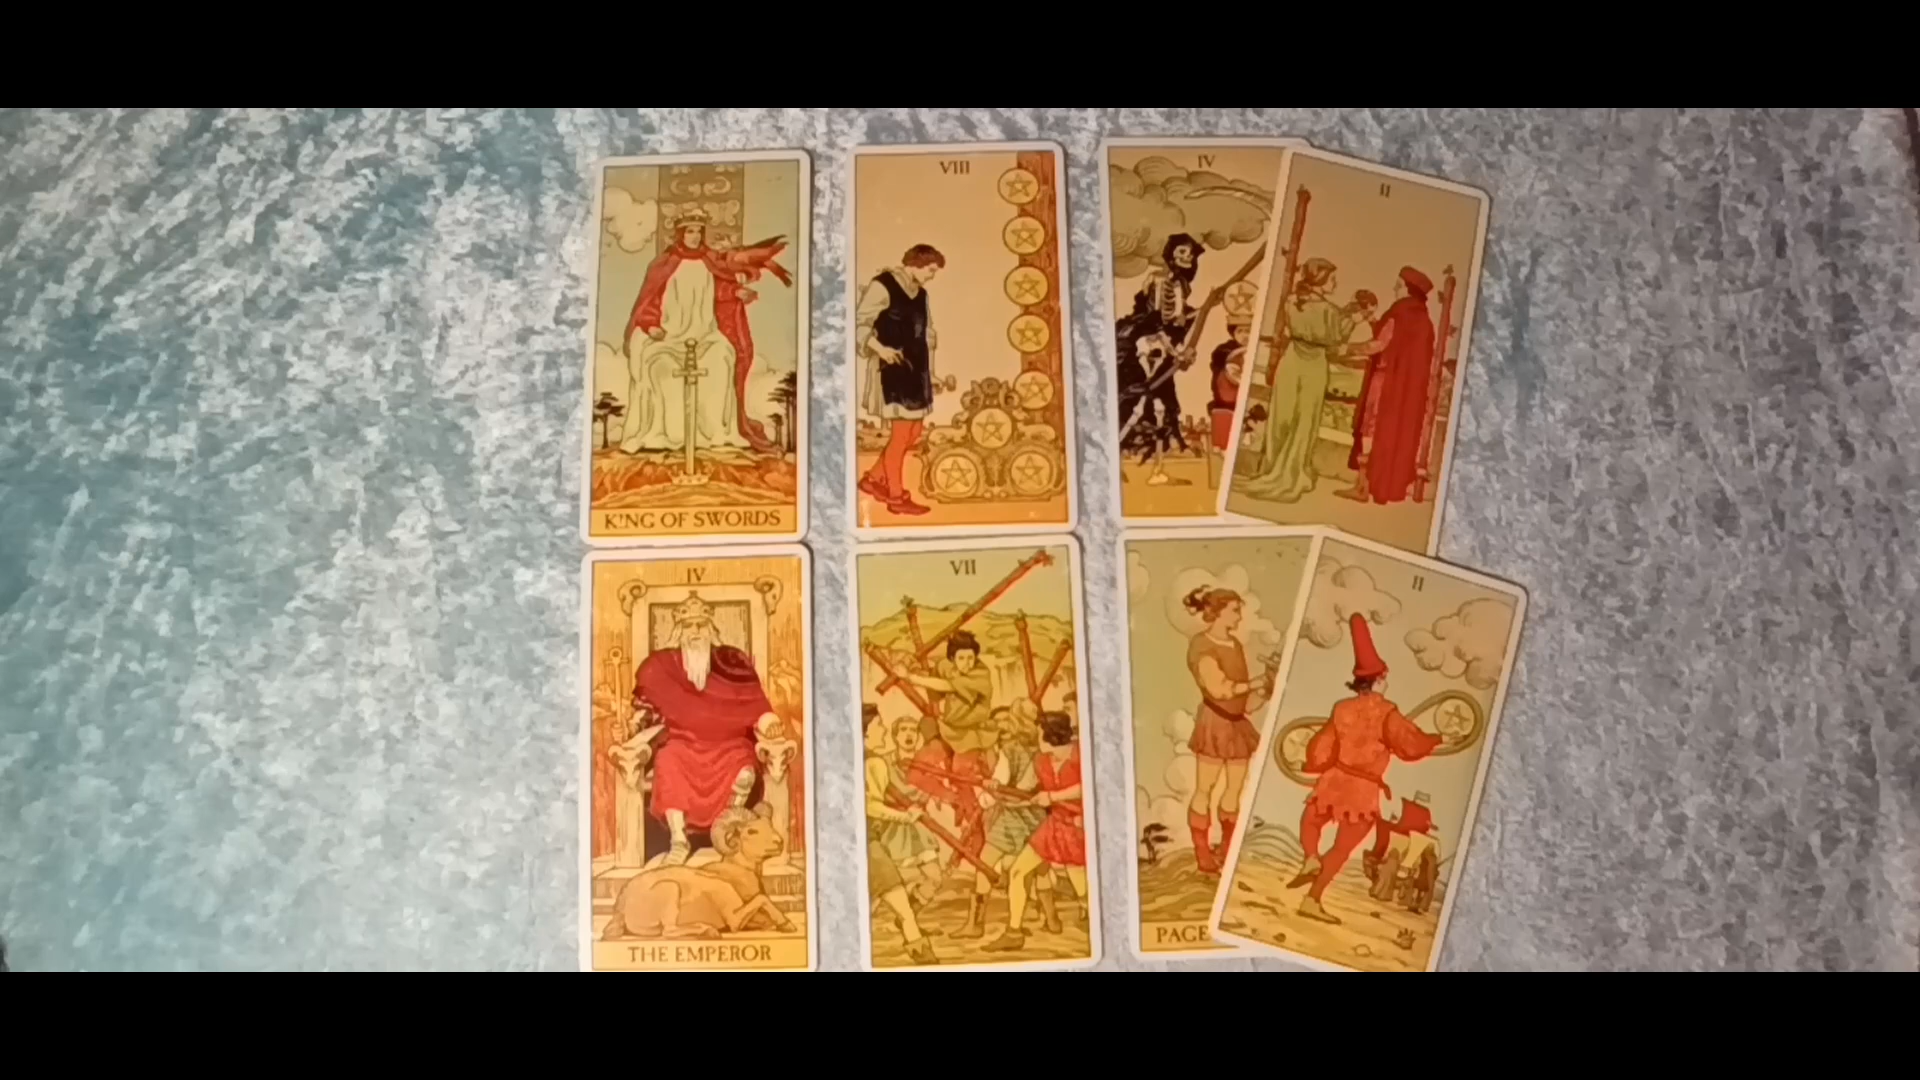 VIII
IV
II
KING OF SWORDS
IV
VII
II
PAGE
THE EMPEROR